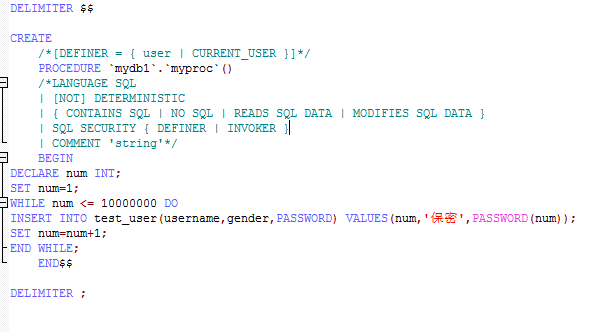 DELIMITER $$
CREATE
/*[DEFINER = { user | CURRENT_USER }]*/
PROCEDURE `mydb1`.`myproc`()
/*LANGUAGE SQL
| [NOT] DETERMINISTIC
| { CONTAINS SQL | NO SQL | READS SQL DATA | MODIFIES SQL DATA }
| SQL SECURITY { DEFINER | INVOKER }
| COMMENT 'string'*/
BEGIN
DECLARE num INT;
SET num=1;
WHILE num <= 10000000 DO
INSERT INTO test_user(username,gender,PASSWORD) VALUES(num,'保密',PASSWORD(num));
SET num=num+1;
END WHILE;
END$$
DELIMITER ;